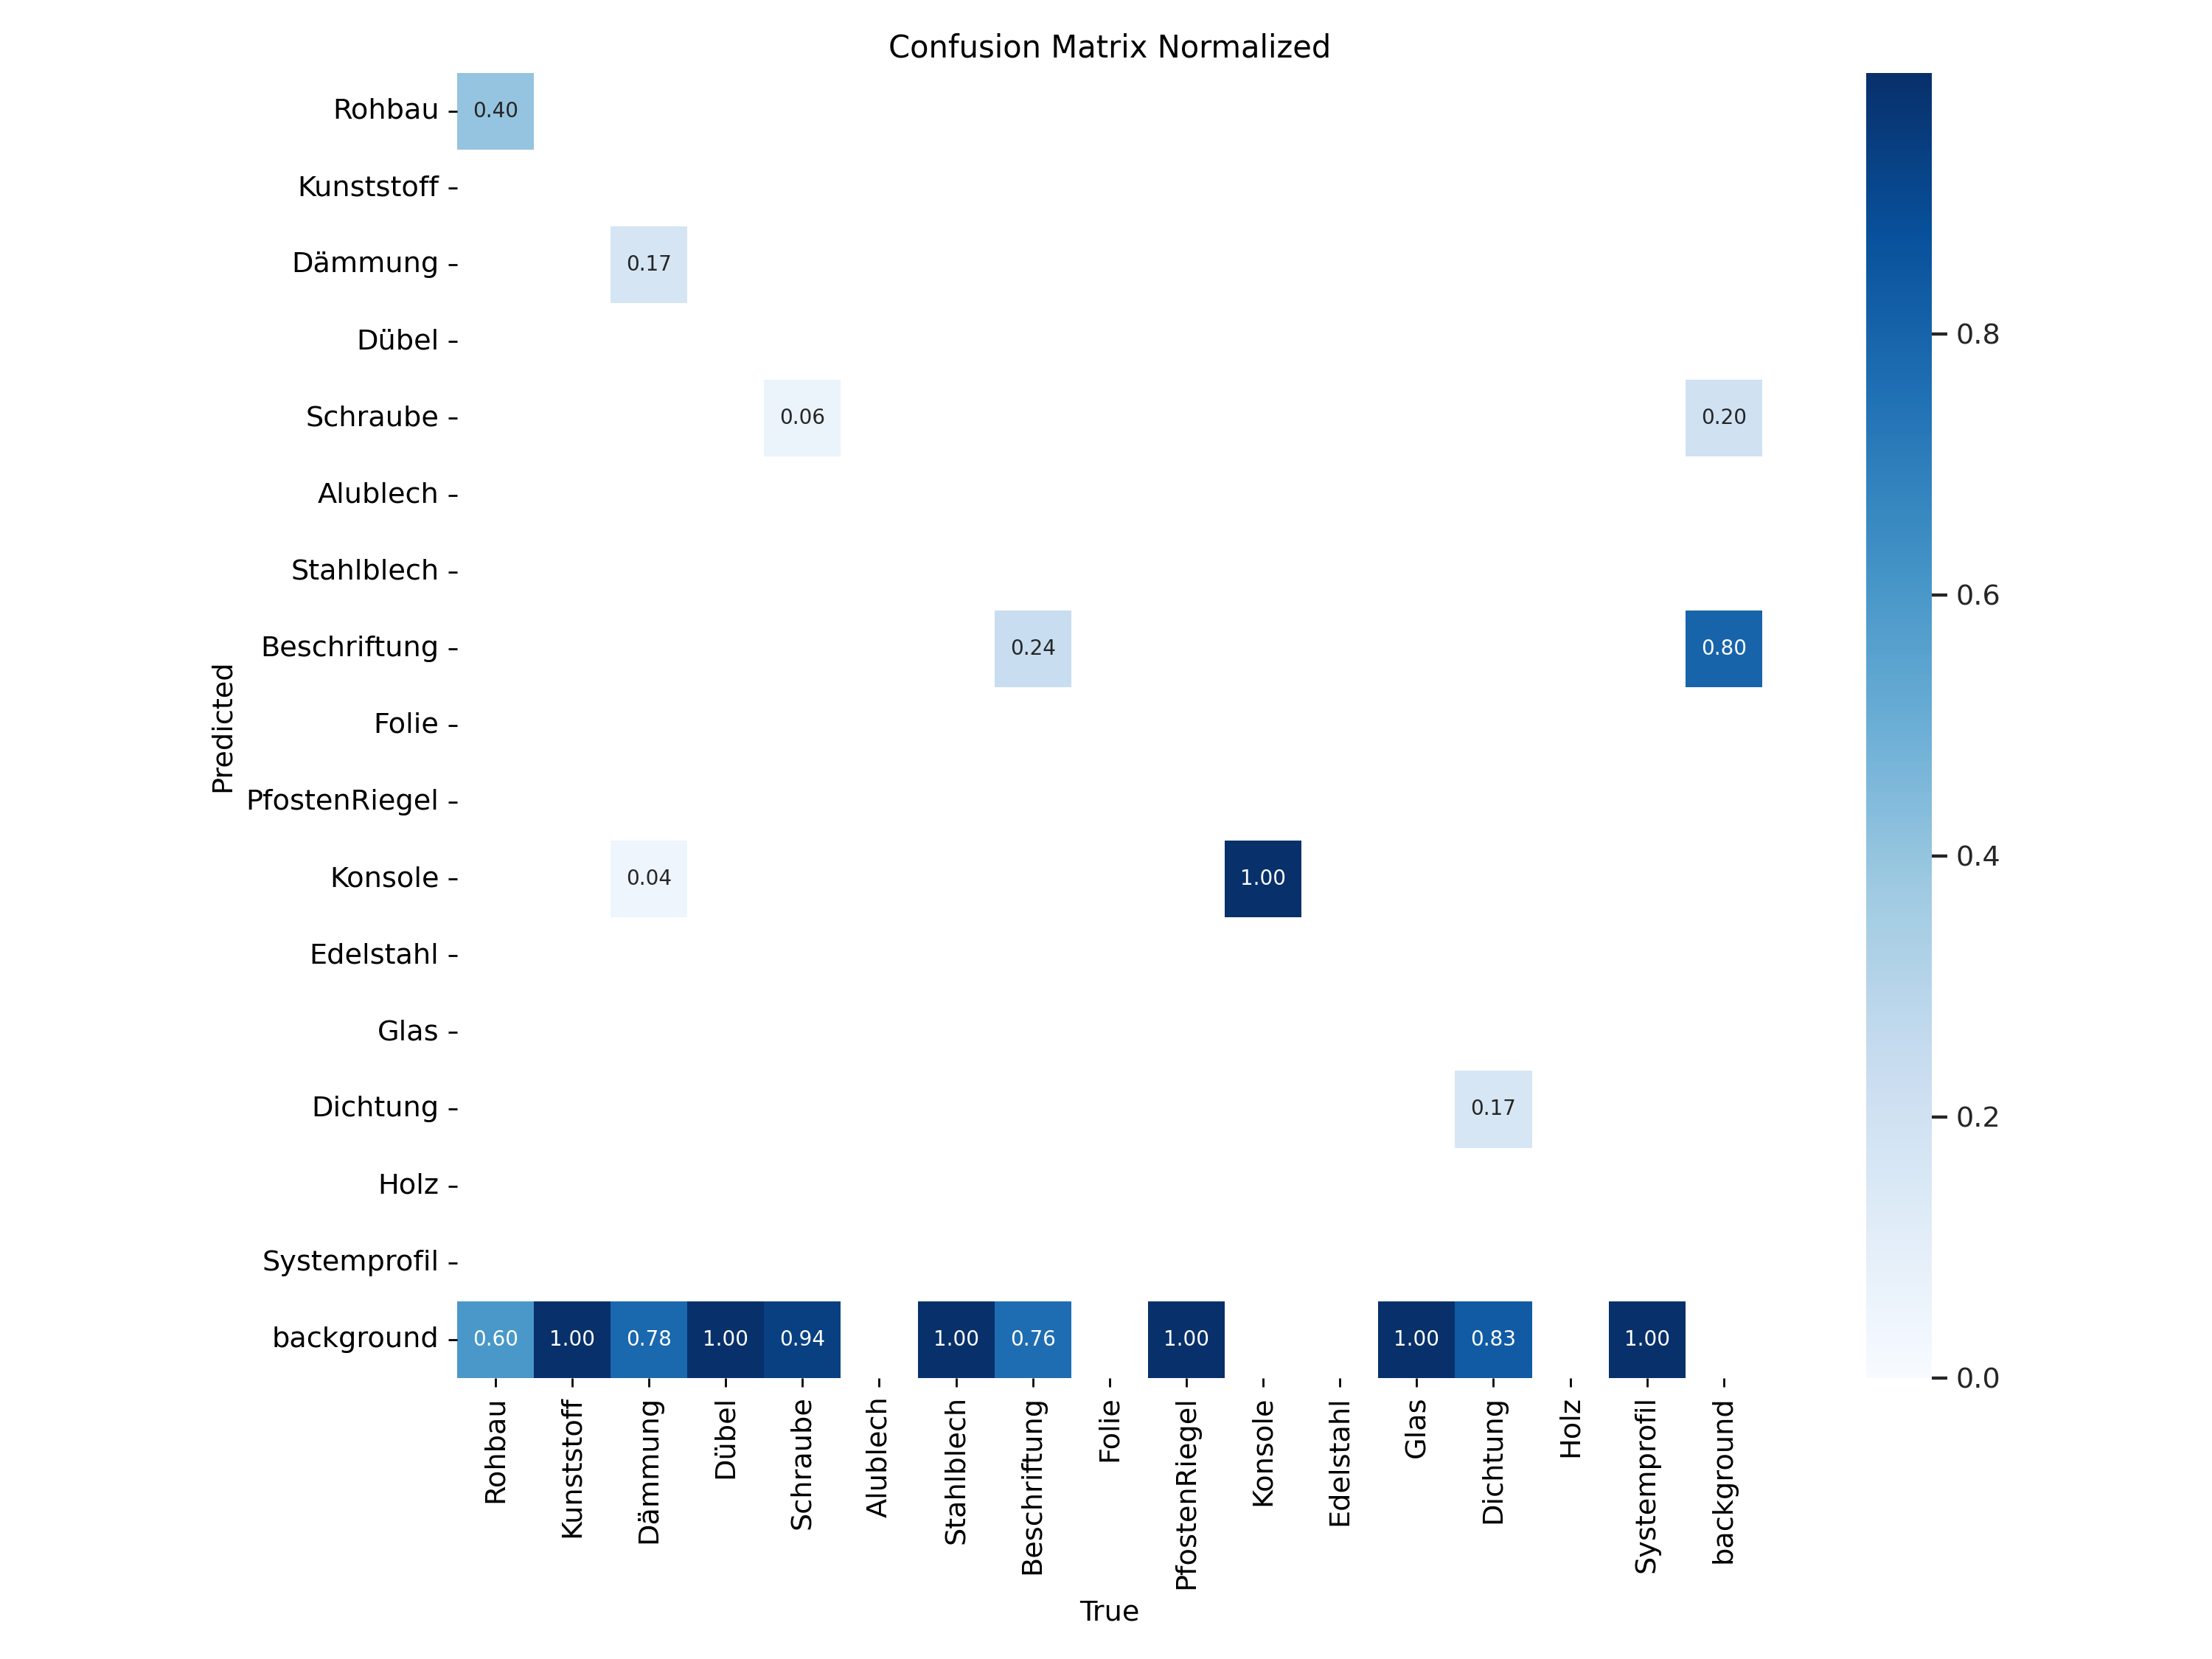 Confusion Matrix Normalized
Rohbau
0.40
Kunststoff
Dämmung
0.17
Dübel
0.8
Schraube
0.06
0.20
Alublech
Stahlblech
0.6
Beschriftung
0.24
0.80
Folie
Predicted
PfostenRiegel
0.4
Konsole
0.04
1.00
Edelstahl
Glas
Dichtung
0.17
0.2
Holz
Systemprofil
background
0.60 1.00 0.78 1.00 0.94 1.00 0.76 1.00 1.00 0.83 1.00
0.0
Rohbau
Kunststoff
Dämmung
Dübel
Schraube
Alublech
Stahlblech
Beschriftung
Folie
PfostenRiegel
Konsole
Edelstahl
Glas
Dichtung
Holz
Systemprofil
background
True